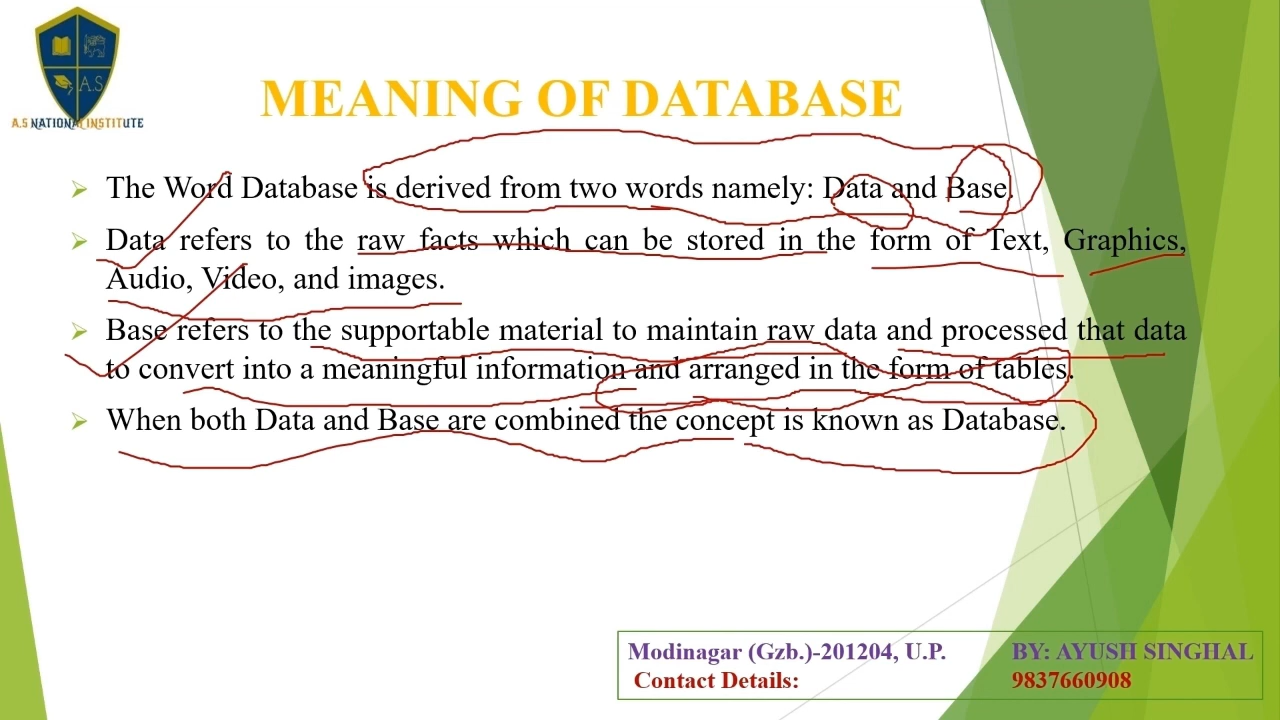 A.S
A.S NATIONAL INSTITUTE
MEANING OF DATABASE
➢ The Word Database is derived from two words namely: Data and Base.
➢ Data refers to the raw facts which can be stored in the form of Text, Graphics,
Audio, Video, and images.
➢ Base refers to the supportable material to maintain raw data and processed that data
to convert into a meaningful information and arranged in the form of tables.
➢ When both Data and Base are combined the concept is known as Database.
Modinagar (Gzb.)-201204, U.P. BY: AYUSH SINGHAL
Contact Details: 9837660908